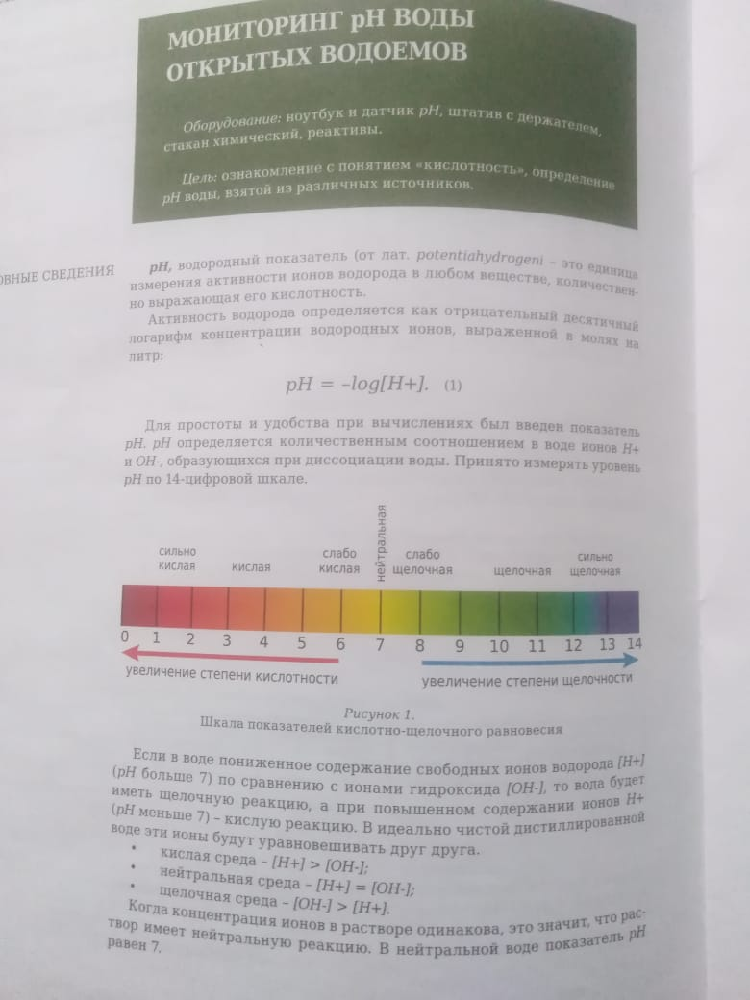 МОНИТОРИНГ pH ВОДЫ
ОТКРЫТЫХ ВОДОЕМОВ
Оборудование: ноутбук и датчик pH, штатив с держателем,
стакан химический, реактивы.
Цель: ознакомление с понятием «кислотность», определение
pH воды, взятой из различных источников.
ОВНЫЕ СВЕДЕНИЯ
pH, водородный показатель (от лат. potentiahydrogeni – это единица
измерения активности ионов водорода в любом веществе, количествен-
но выражающая его кислотность.
Активность водорода определяется как отрицательный десятичный
логарифм концентрации водородных ионов, выраженной в молях на
литр:
pH = –log[H+]. (1)
Для простоты и удобства при вычислениях был введен показатель
pH. pH определяется количественным соотношением в воде ионов H+
и OH-, образующихся при диссоциации воды. Принято измерять уровень
pH по 14-цифровой шкале.
сильно
кислая
кислая
слабо
кислая
нейтральная
слабо
щелочная
щелочная
сильно
щелочная
0 1 2 3 4 5 6 7 8 9 10 11 12 13 14
увеличение степени кислотности
увеличение степени щелочности
Рисунок 1.
Шкала показателей кислотно-щелочного равновесия
Если в воде пониженное содержание свободных ионов водорода [H+]
(pH больше 7) по сравнению с ионами гидроксида [OH-], то вода будет
иметь щелочную реакцию, а при повышенном содержании ионов H+
(pH меньше 7) – кислую реакцию. В идеально чистой дистиллированной
воде эти ионы будут уравновешивать друг друга.
• кислая среда – [H+] > [OH-];
• нейтральная среда – [H+] = [OH-];
• щелочная среда – [OH-] > [H+].
Когда концентрация ионов в растворе одинакова, это значит, что рас-
твор имеет нейтральную реакцию. В нейтральной воде показатель pH
равен 7.